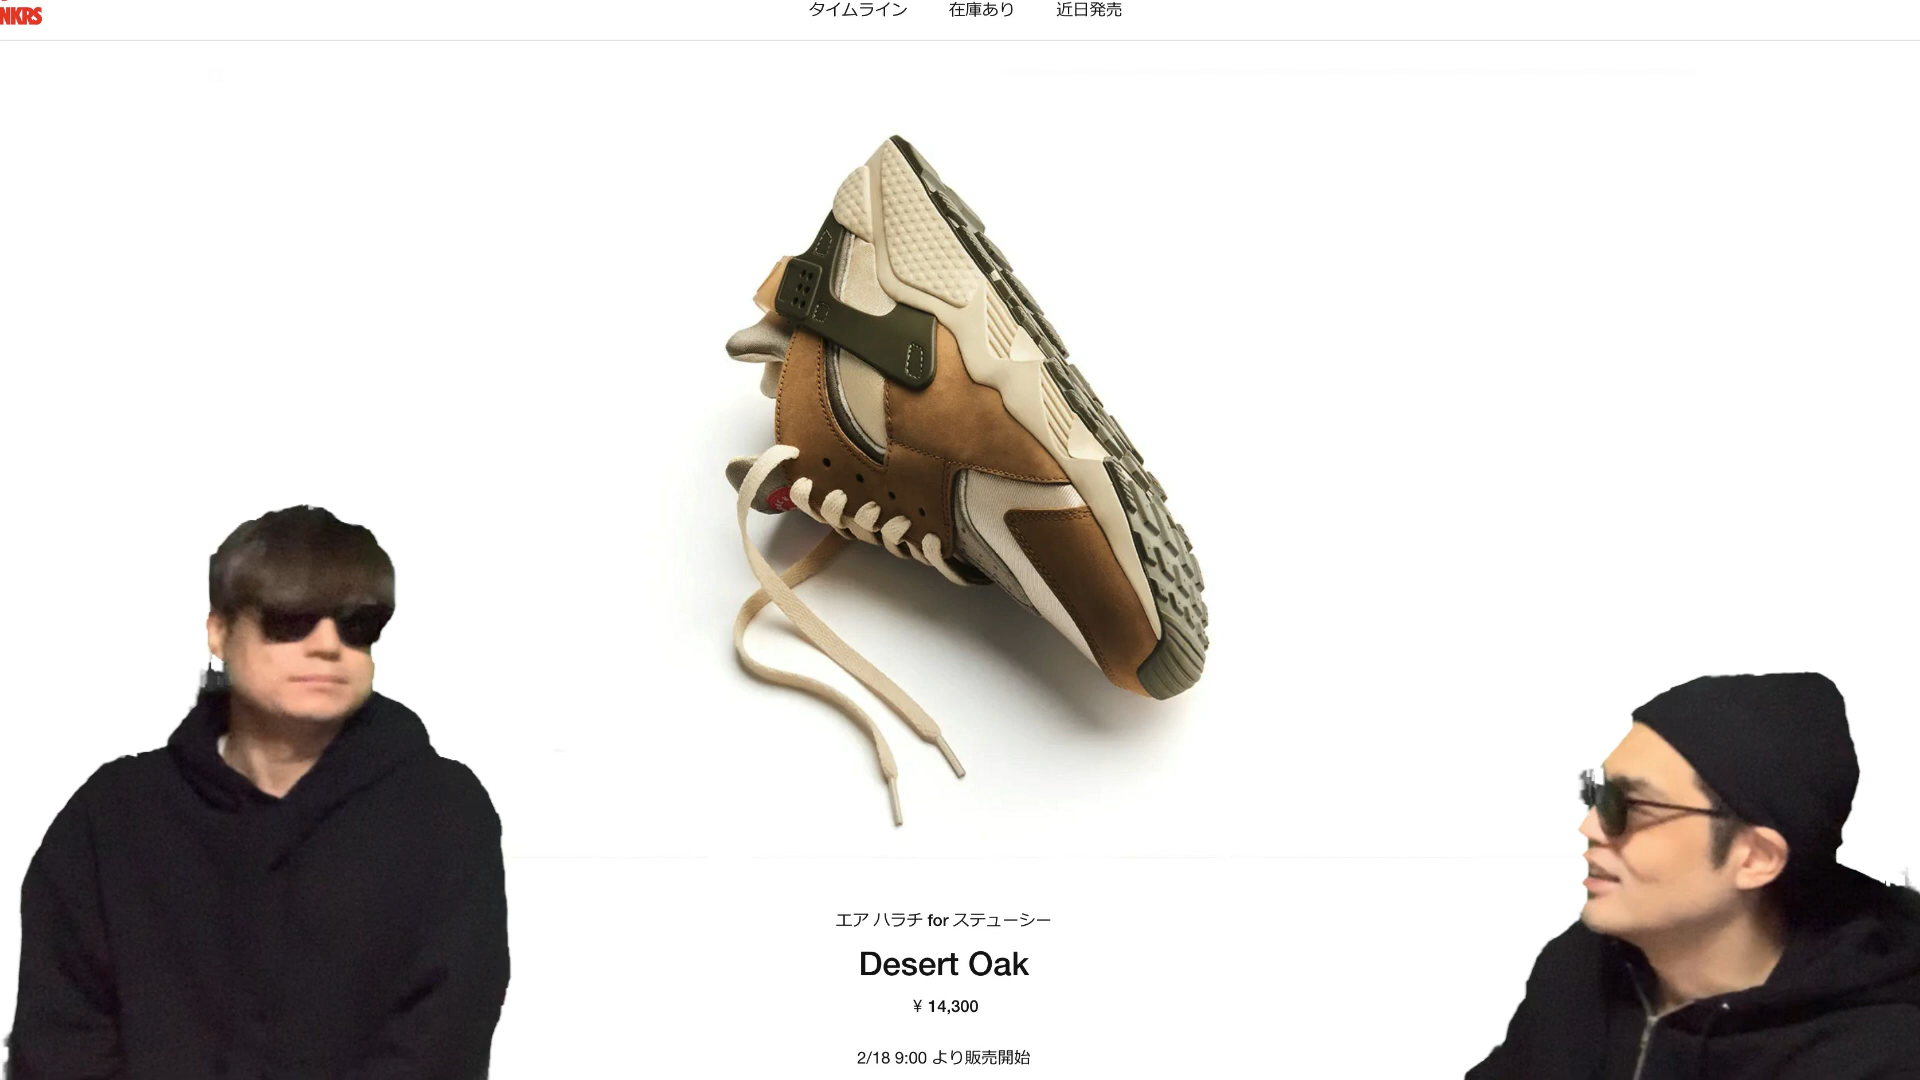 NKRS
タイムライン 在庫あり 近日発売
エア ハラチ for ステューシー
Desert Oak
¥ 14,300
2/18 9:00 より販売開始